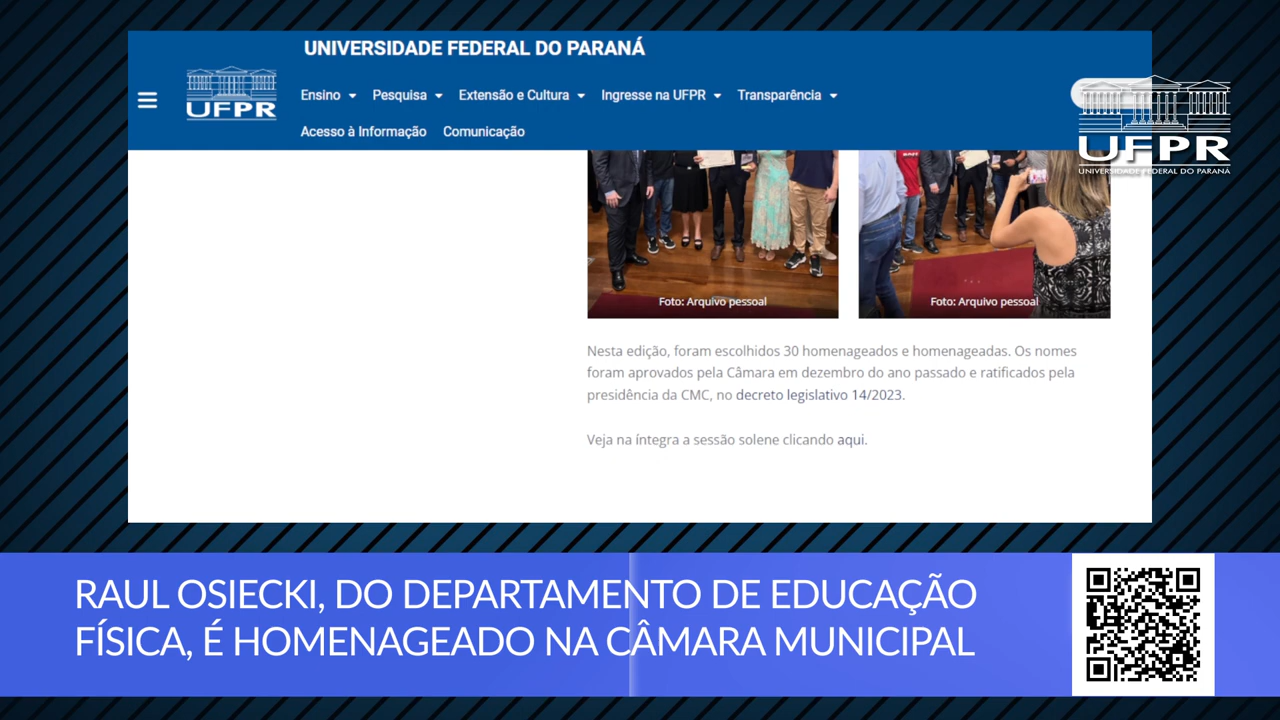 UNIVERSIDADE FEDERAL DO PARANÁ
UFPR
Ensino
Pesquisa
Extensão e Cultura
Ingresse na UFPR
Transparência
Acesso à Informação
Comunicação
UFPR
UNIVERSIDADE FEDERAL DO PARANÁ
Foto: Arquivo pessoal
Foto: Arquivo pessoal
Nesta edição, foram escolhidos 30 homenageados e homenageadas. Os nomes
foram aprovados pela Câmara em dezembro do ano passado e ratificados pela
presidência da CMC, no decreto legislativo 14/2023.
Veja na íntegra a sessão solene clicando aqui.
RAUL OSIECKI, DO DEPARTAMENTO DE EDUCAÇÃO
FÍSICA, É HOMENAGEADO NA CÂMARA MUNICIPAL